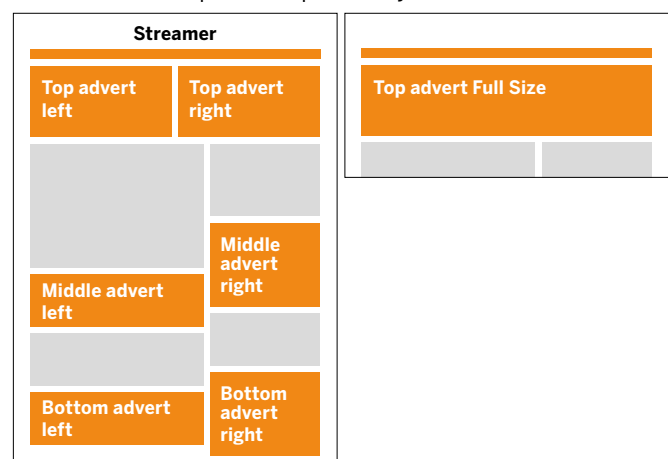 Streamer
Top advert
left
Top advert
right
Top advert Full Size
Middle
advert
right
Middle advert
left
Bottom advert
left
Bottom
advert
right